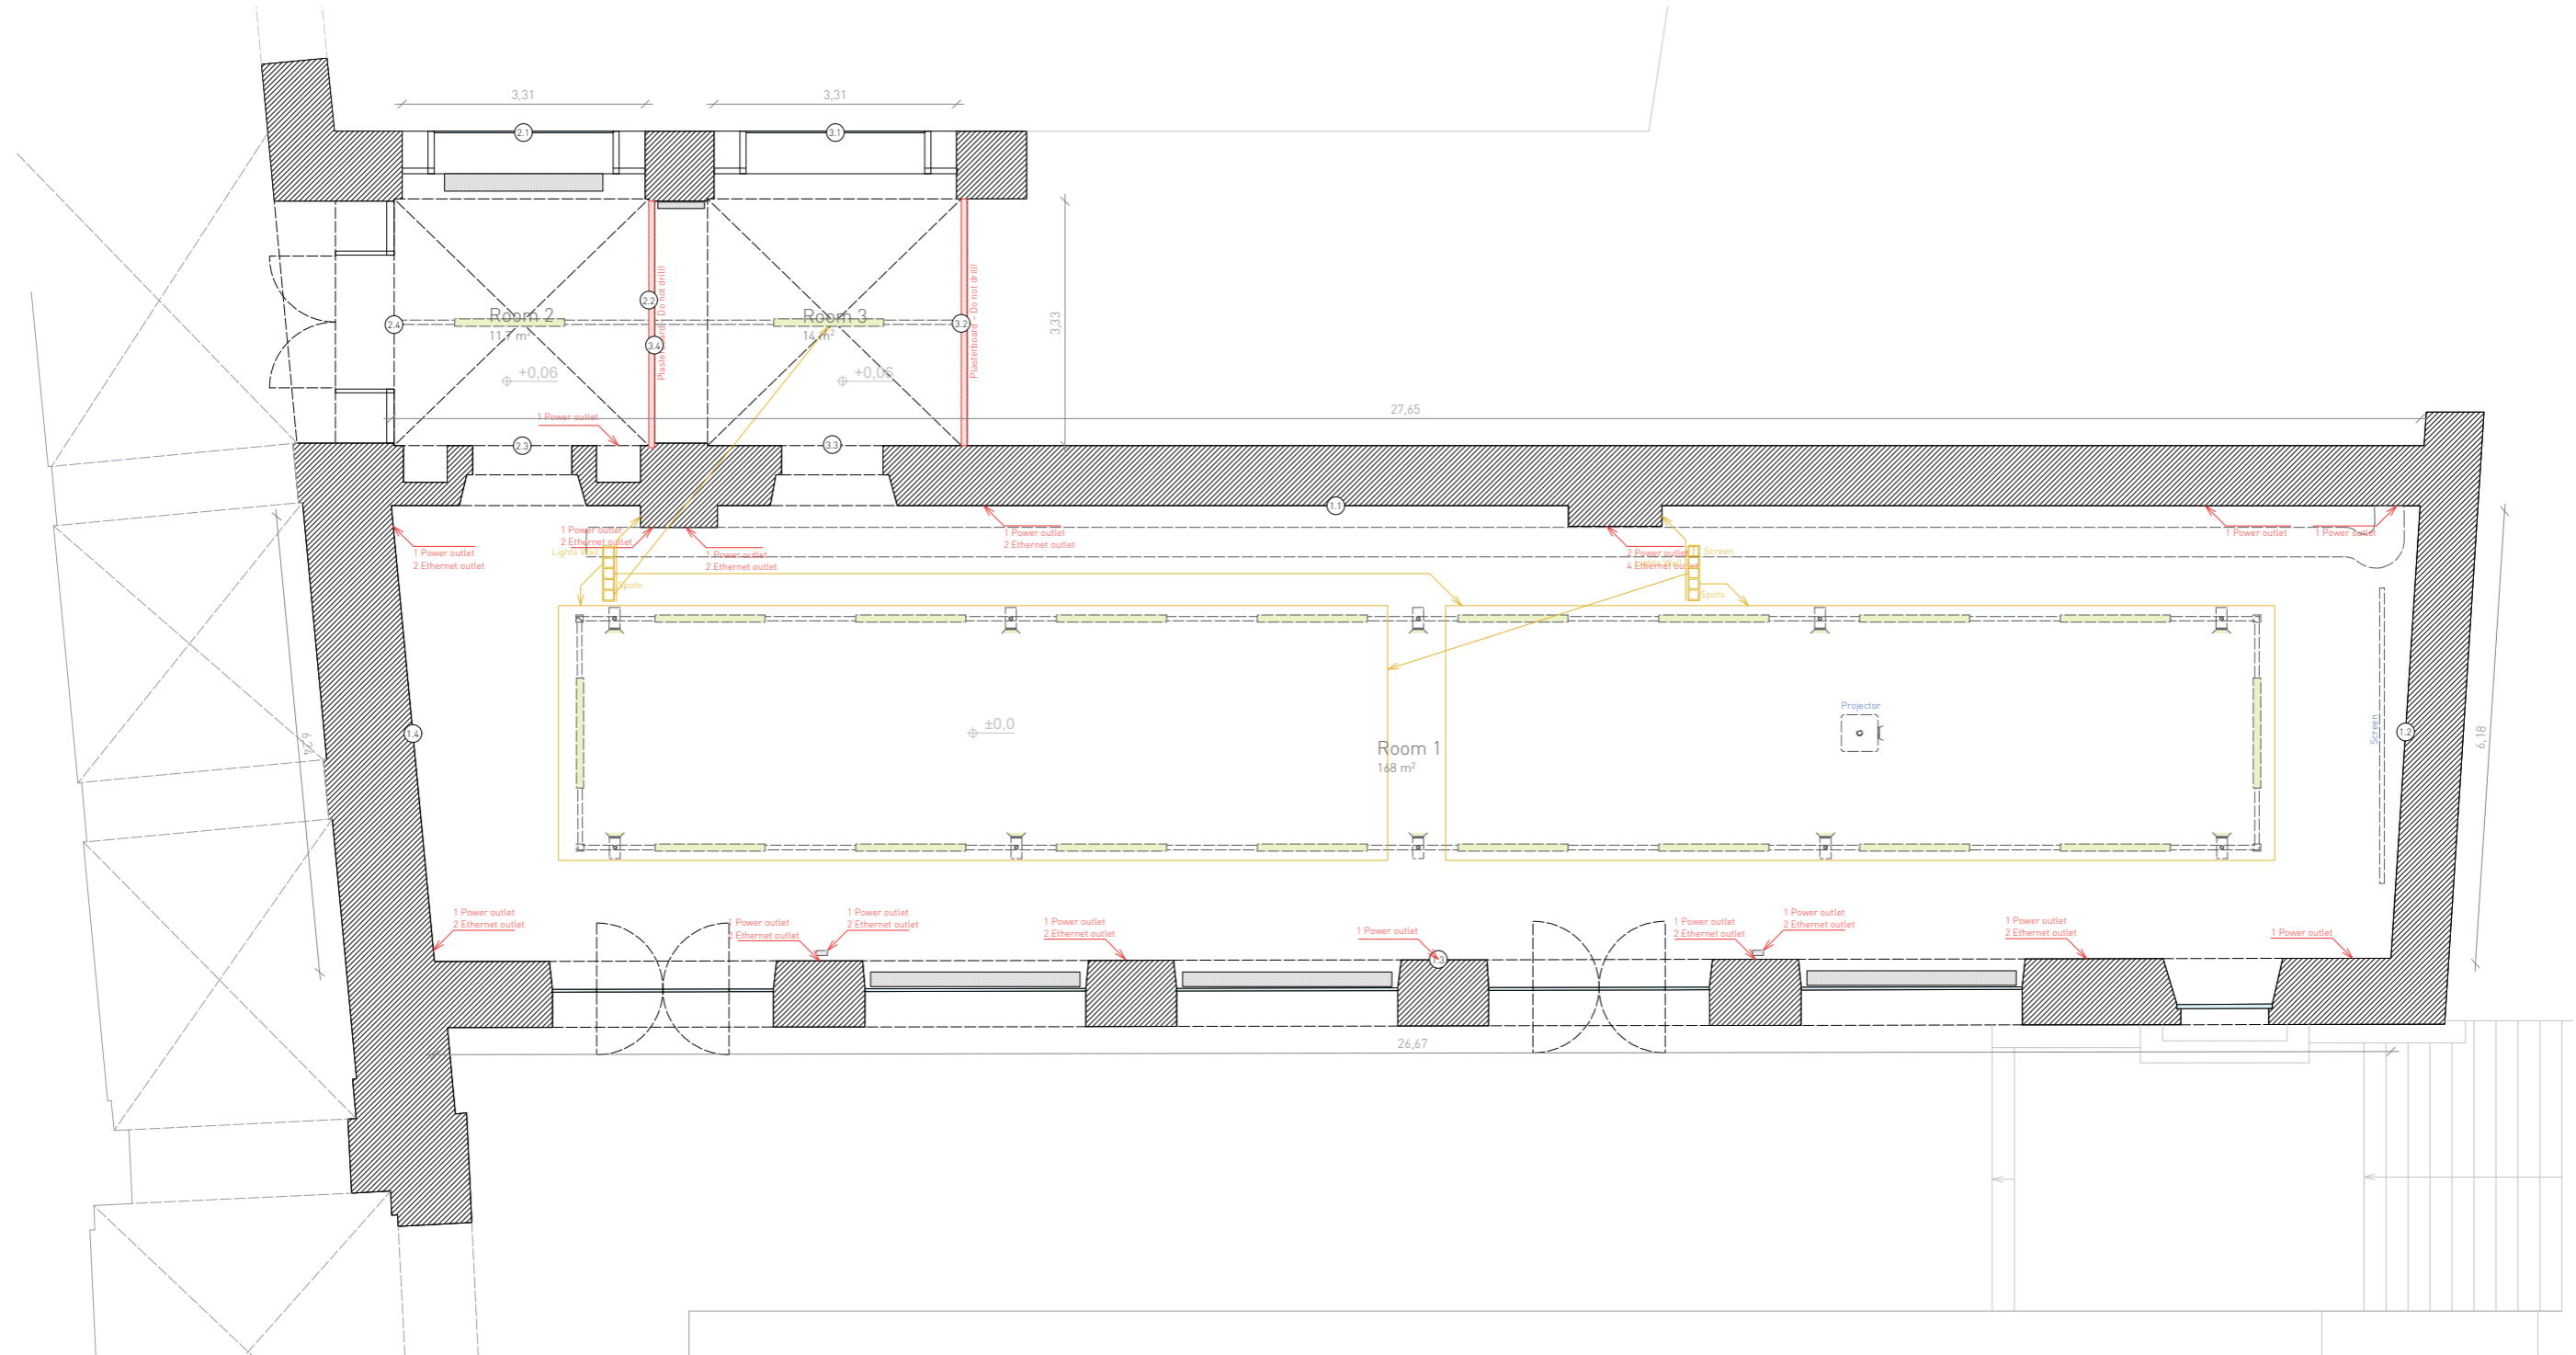 3,31
3,31
2.1
3.1
Room 2
11,7 m²
+0,06
2.4
2.2
3.4
Plasterboard - Do not drill!
Room 3
14 m²
+0,06
3.2
Plasterboard - Do not drill!
3,33
1 Power outlet
27,65
2.3
3.3
1.1
1 Power outlet
2 Ethernet outlet
1 Power outlet
2 Ethernet outlet
Lights Wall
Spots
1 Power outlet
2 Ethernet outlet
1 Power outlet
2 Ethernet outlet
2 Power outlet
4 Ethernet outlet
Screen
Spots
1 Power outlet
1 Power outlet
6,24
1.4
±0,0
Room 1
168 m²
Projector
Screen
1.2
6,18
1 Power outlet
2 Ethernet outlet
1 Power outlet
2 Ethernet outlet
1 Power outlet
2 Ethernet outlet
1 Power outlet
2 Ethernet outlet
1 Power outlet
1.3
1 Power outlet
2 Ethernet outlet
1 Power outlet
2 Ethernet outlet
1 Power outlet
2 Ethernet outlet
1 Power outlet
26,67